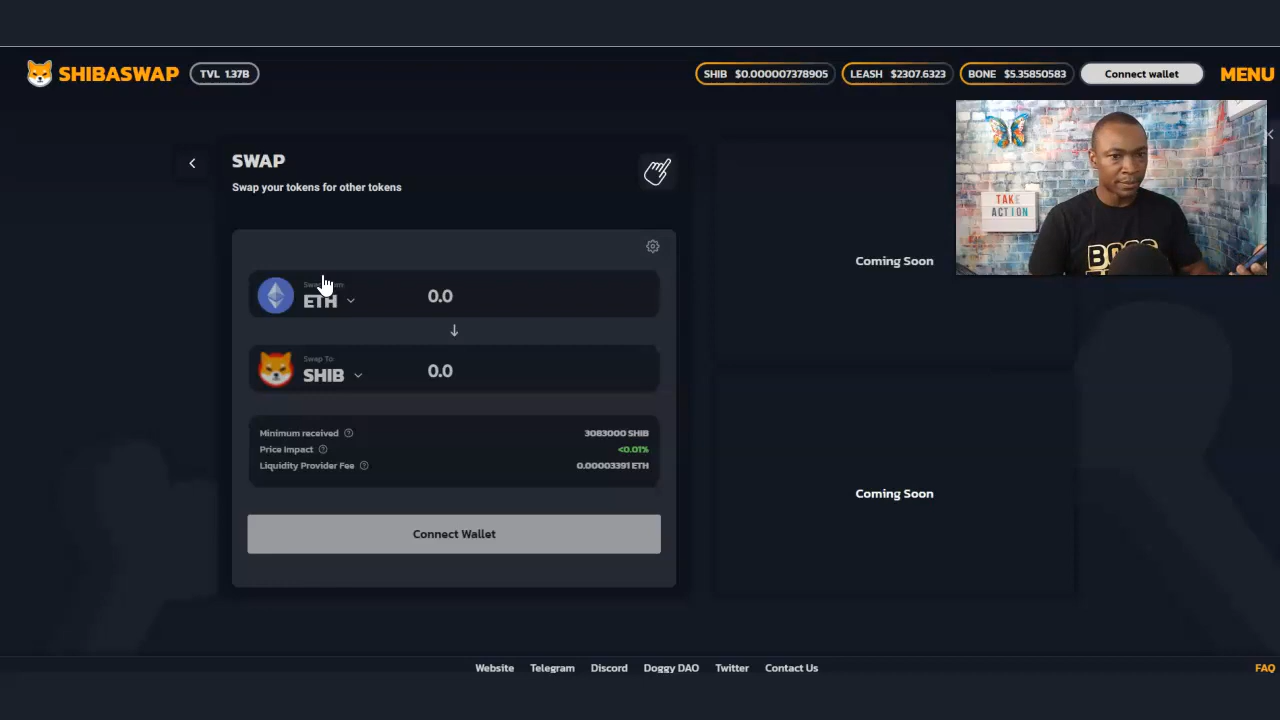 SHIBASWAP
TVL 1.37B
SHIB $0.000007378905
LEASH $2307.6323
BONE $5.35850583
Connect wallet
MENU
SWAP
Swap your tokens for other tokens
TAKE
ACTION
Coming Soon
ETH
0.0
Swap To:
SHIB
0.0
Minimum received
3083000 SHIB
Price Impact
<0.01%
Liquidity Provider Fee
0.00003391 ETH
Connect Wallet
Coming Soon
Website
Telegram
Discord
Doggy DAO
Twitter
Contact Us
FAQ